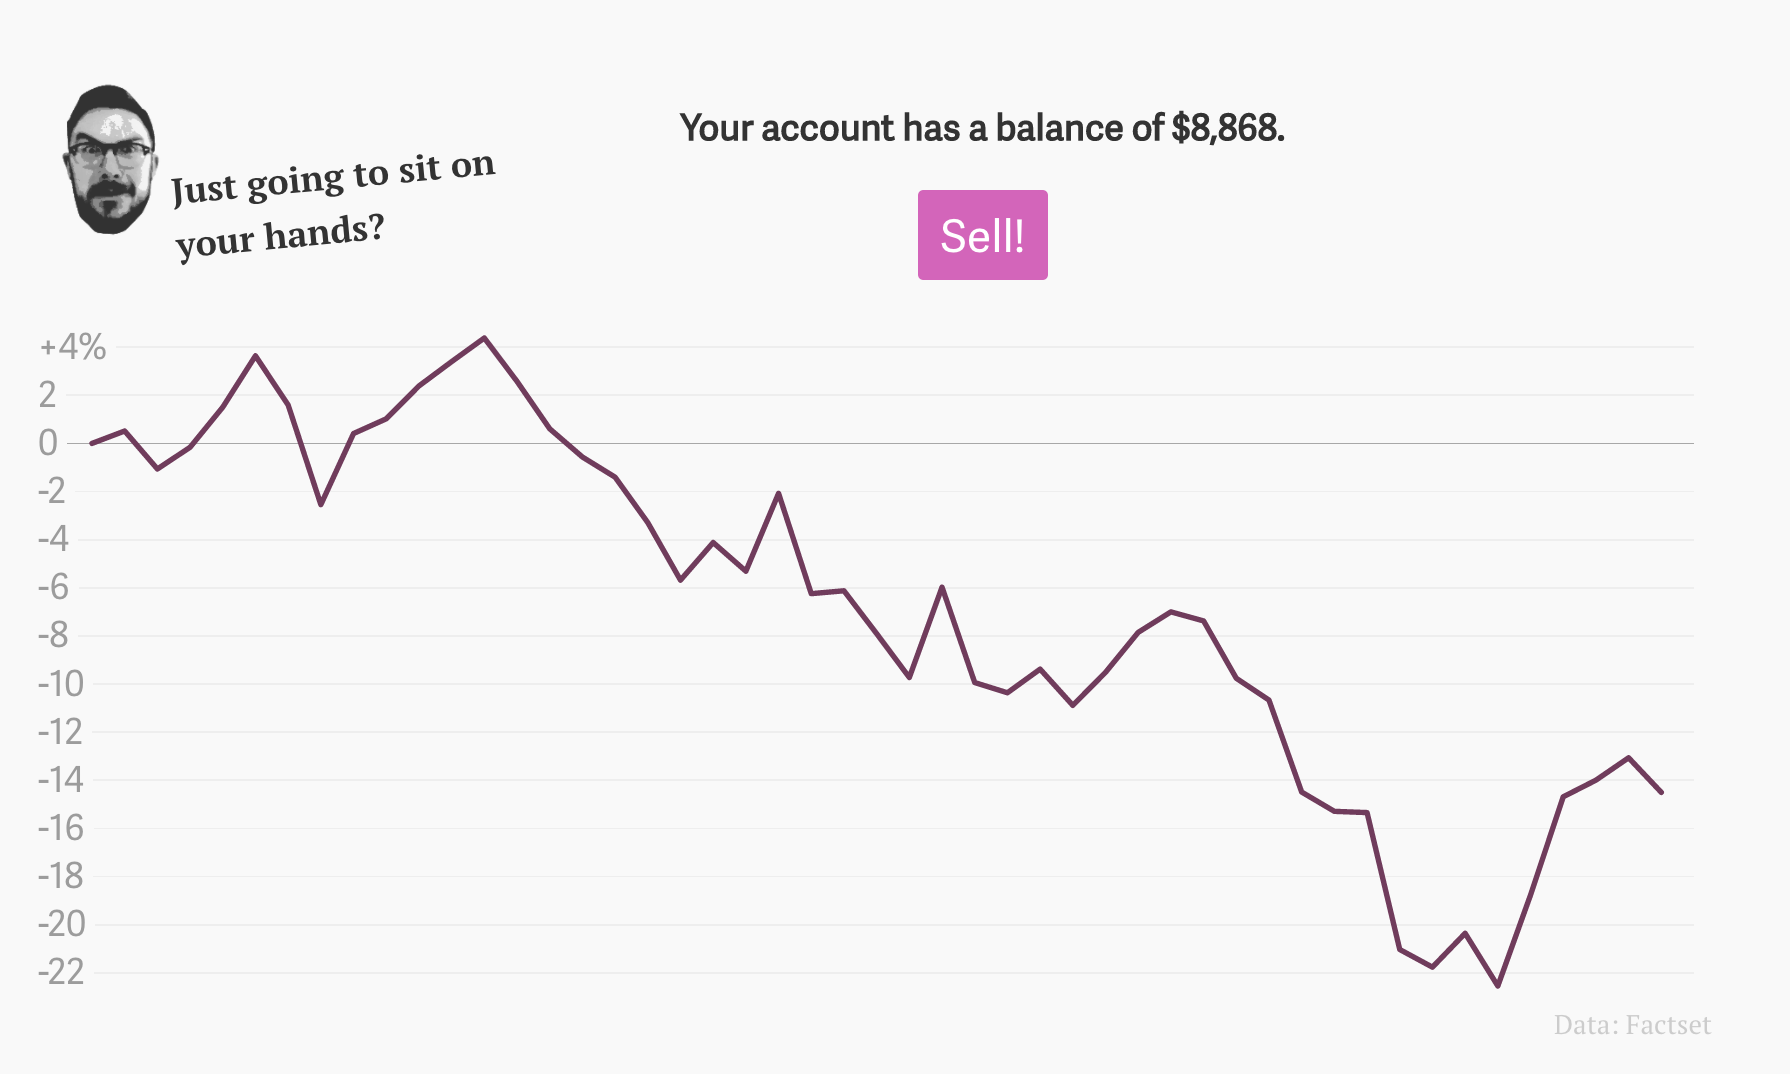 Your account has a balance of $8,868.
Just going to sit on
your hands?
Sell!
+4%
2
0
-2
-4
-6
-8
-10
-12
-14
-16
-18
-20
-22
Data: Factset